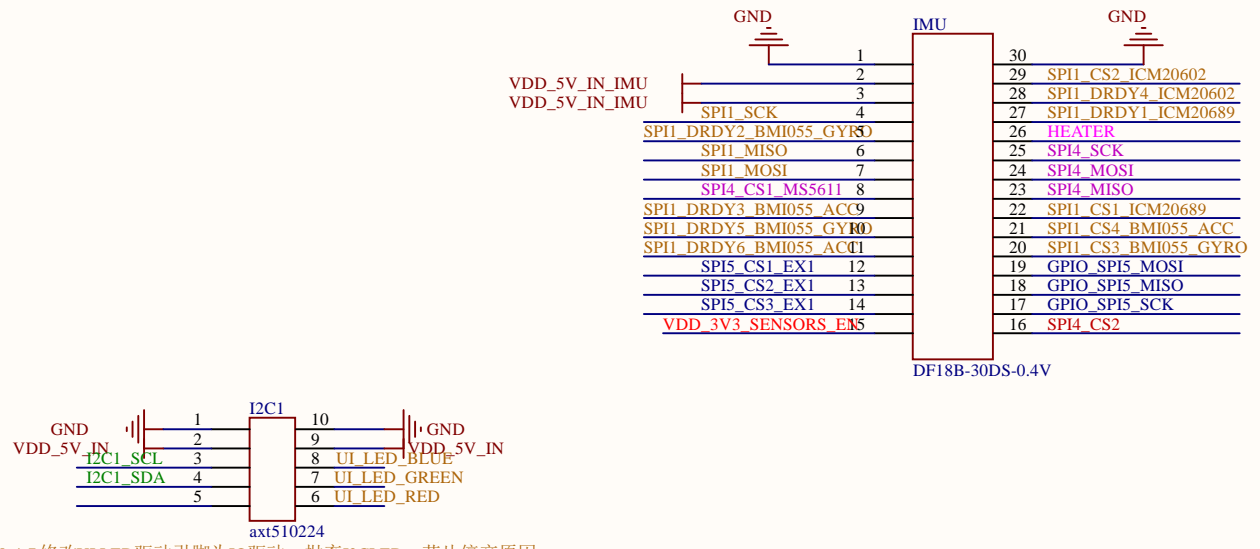 GND IMU GND
1 30
VDD_5V_IN_IMU 2 29 SPI1_CS2_ICM20602
VDD_5V_IN_IMU 3 28 SPI1_DRDY4_ICM20602
SPI1_SCK 4 27 SPI1_DRDY1_ICM20689
SPI1_DRDY2_BMI055_GYRO 5 26 HEATER
SPI1_MISO 6 25 SPI4_SCK
SPI1_MOSI 7 24 SPI4_MOSI
SPI4_CS1_MS5611 8 23 SPI4_MISO
SPI1_DRDY3_BMI055_ACC 9 22 SPI1_CS1_ICM20689
SPI1_DRDY5_BMI055_GYRO 10 21 SPI1_CS4_BMI055_ACC
SPI1_DRDY6_BMI055_ACC 11 20 SPI1_CS3_BMI055_GYRO
SPI5_CS1_EX1 12 19 GPIO_SPI5_MOSI
SPI5_CS2_EX1 13 18 GPIO_SPI5_MISO
SPI5_CS3_EX1 14 17 GPIO_SPI5_SCK
VDD_3V3_SENSORS_EN 15 16 SPI4_CS2
DF18B-30DS-0.4V
I2C1
GND 1 10 GND
VDD_5V_IN 2 9 VDD_5V_IN
I2C1_SCL 3 8 UI_LED_BLUE
I2C1_SDA 4 7 UI_LED_GREEN
5 6 UI_LED_RED
axt510224